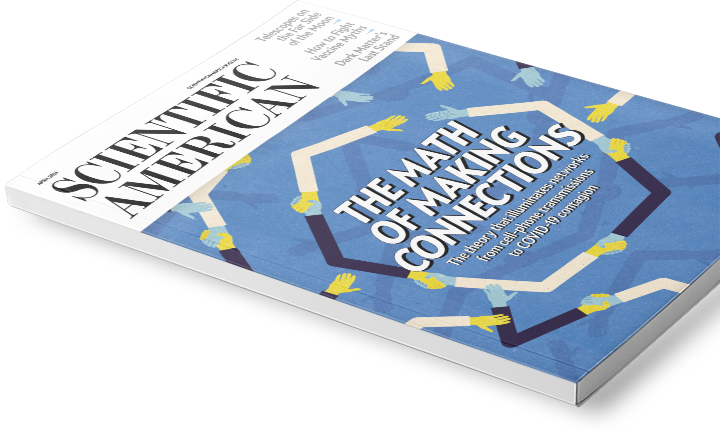 Telescopes on
the Far Side
of the Moon
How to Fight
Vaccine Myths
Dark Matter's
Last Stand
SCIENTIFIC
AMERICAN
THE MATH
OF MAKING
CONNECTIONS
The theory that illuminates networks
from cell-phone transmissions
to COVID-19 contagion